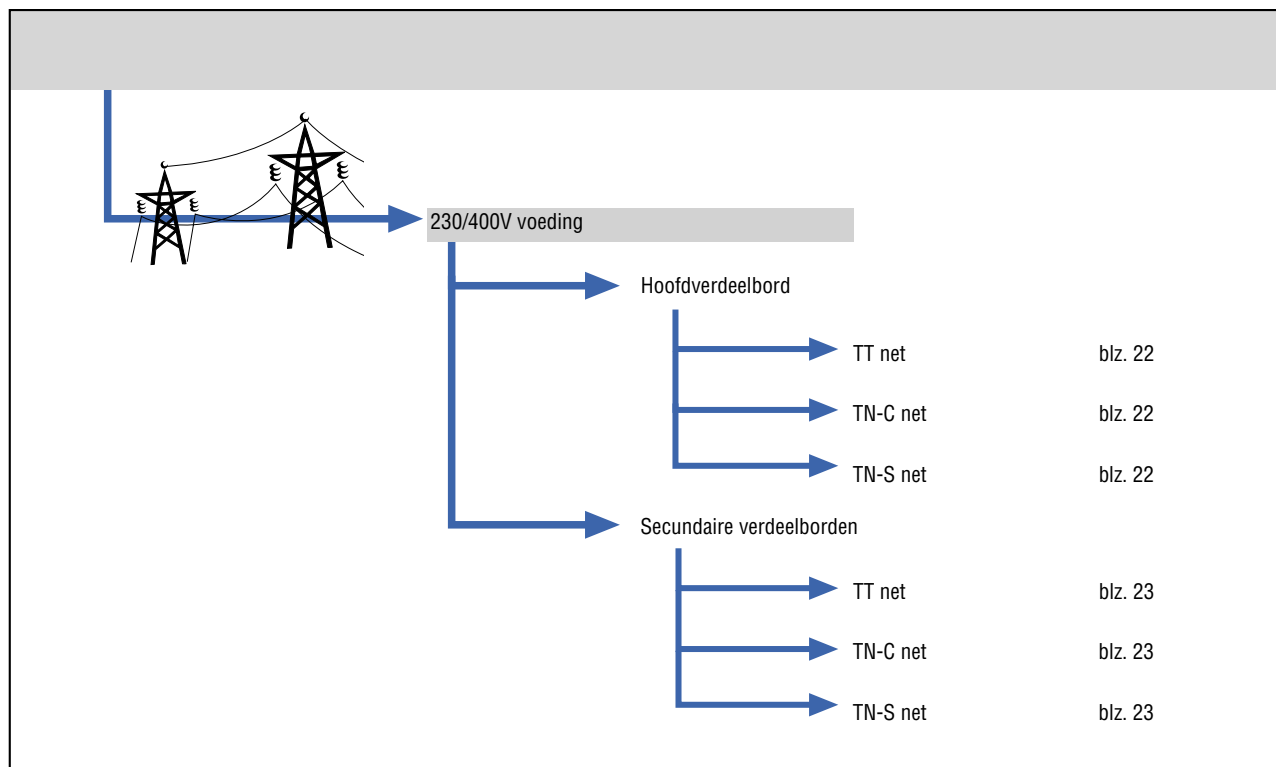 230/400V voeding
Hoofdverdeelbord
TT net blz. 22
TN-C net blz. 22
TN-S net blz. 22
Secundaire verdeelborden
TT net blz. 23
TN-C net blz. 23
TN-S net blz. 23